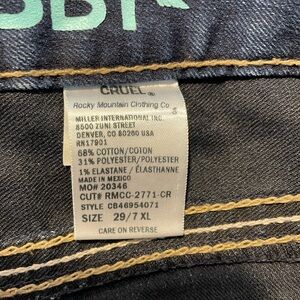 CRUEL®
Rocky Mountain Clothing Co
MILLER INTERNATIONAL INC.
8500 ZUNI STREET
DENVER, CO 80260 USA
RN17901
68% COTTON/COTON
31% POLYESTER/POLYESTER
1% ELASTANE / ÉLASTHANNE
MADE IN MEXICO
MO# 20346
CUT# RMCC-2771-CR
STYLE CB46954071
SIZE 29/7 XL
CARE ON REVERSE